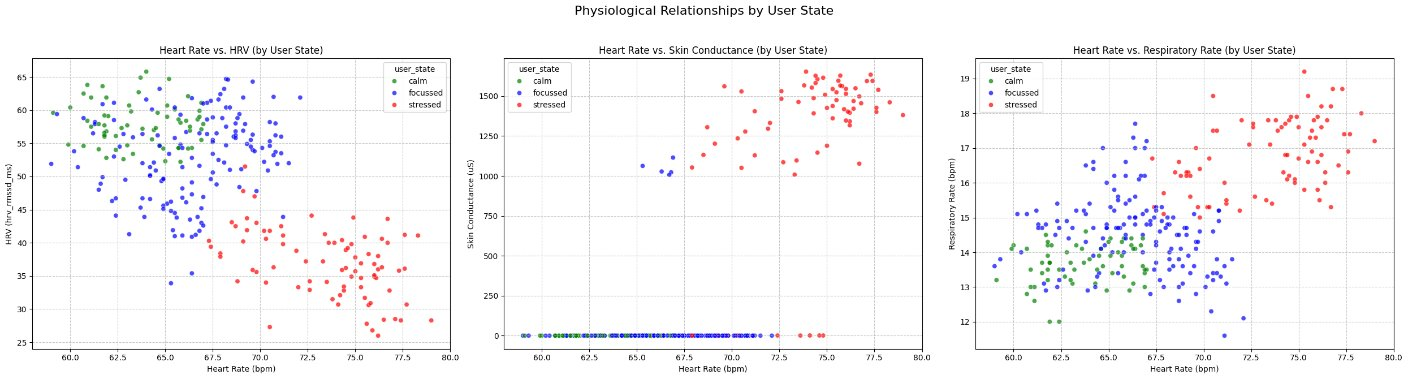 Physiological Relationships by User State
Heart Rate vs. HRV (by User State)
HRV (hrv_rmssd_ms)
65
60
55
50
45
40
35
30
25
user_state
calm
focussed
stressed
60.0 62.5 65.0 67.5 70.0 72.5 75.0 77.5 80.0
Heart Rate (bpm)
Heart Rate vs. Skin Conductance (by User State)
Skin Conductance (uS)
1500
1250
1000
750
500
250
0
user_state
calm
focussed
stressed
60.0 62.5 65.0 67.5 70.0 72.5 75.0 77.5 80.0
Heart Rate (bpm)
Heart Rate vs. Respiratory Rate (by User State)
Respiratory Rate (bpm)
19
18
17
16
15
14
13
12
user_state
calm
focussed
stressed
60.0 62.5 65.0 67.5 70.0 72.5 75.0 77.5 80.0
Heart Rate (bpm)